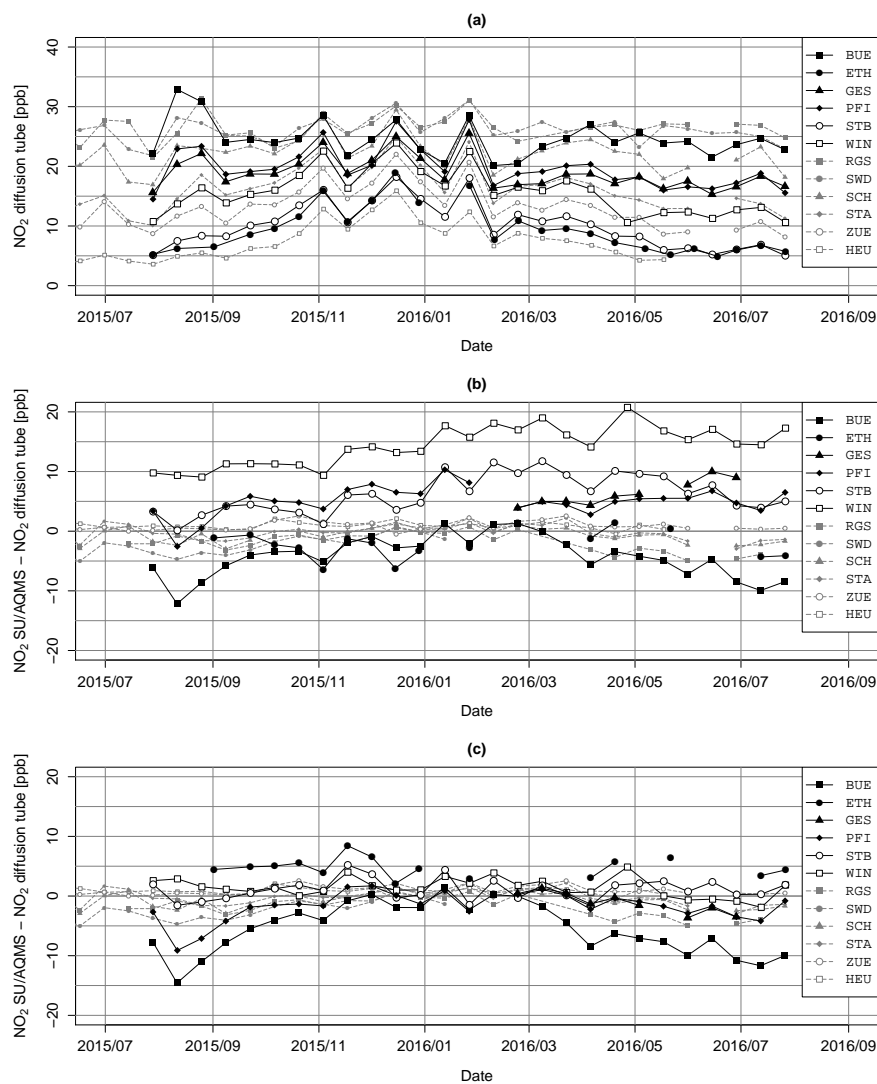 (a)
NO2 diffusion tube [ppb]
40
30
20
10
0
2015/07 2015/09 2015/11 2016/01 2016/03 2016/05 2016/07 2016/09
Date
BUE
ETH
GES
PFI
STB
WIN
RGS
SWD
SCH
STA
ZUE
HEU
(b)
NO2 SU/AQMS − NO2 diffusion tube [ppb]
20
10
0
−10
−20
2015/07 2015/09 2015/11 2016/01 2016/03 2016/05 2016/07 2016/09
Date
BUE
ETH
GES
PFI
STB
WIN
RGS
SWD
SCH
STA
ZUE
HEU
(c)
NO2 SU/AQMS − NO2 diffusion tube [ppb]
20
10
0
−10
−20
2015/07 2015/09 2015/11 2016/01 2016/03 2016/05 2016/07 2016/09
Date
BUE
ETH
GES
PFI
STB
WIN
RGS
SWD
SCH
STA
ZUE
HEU